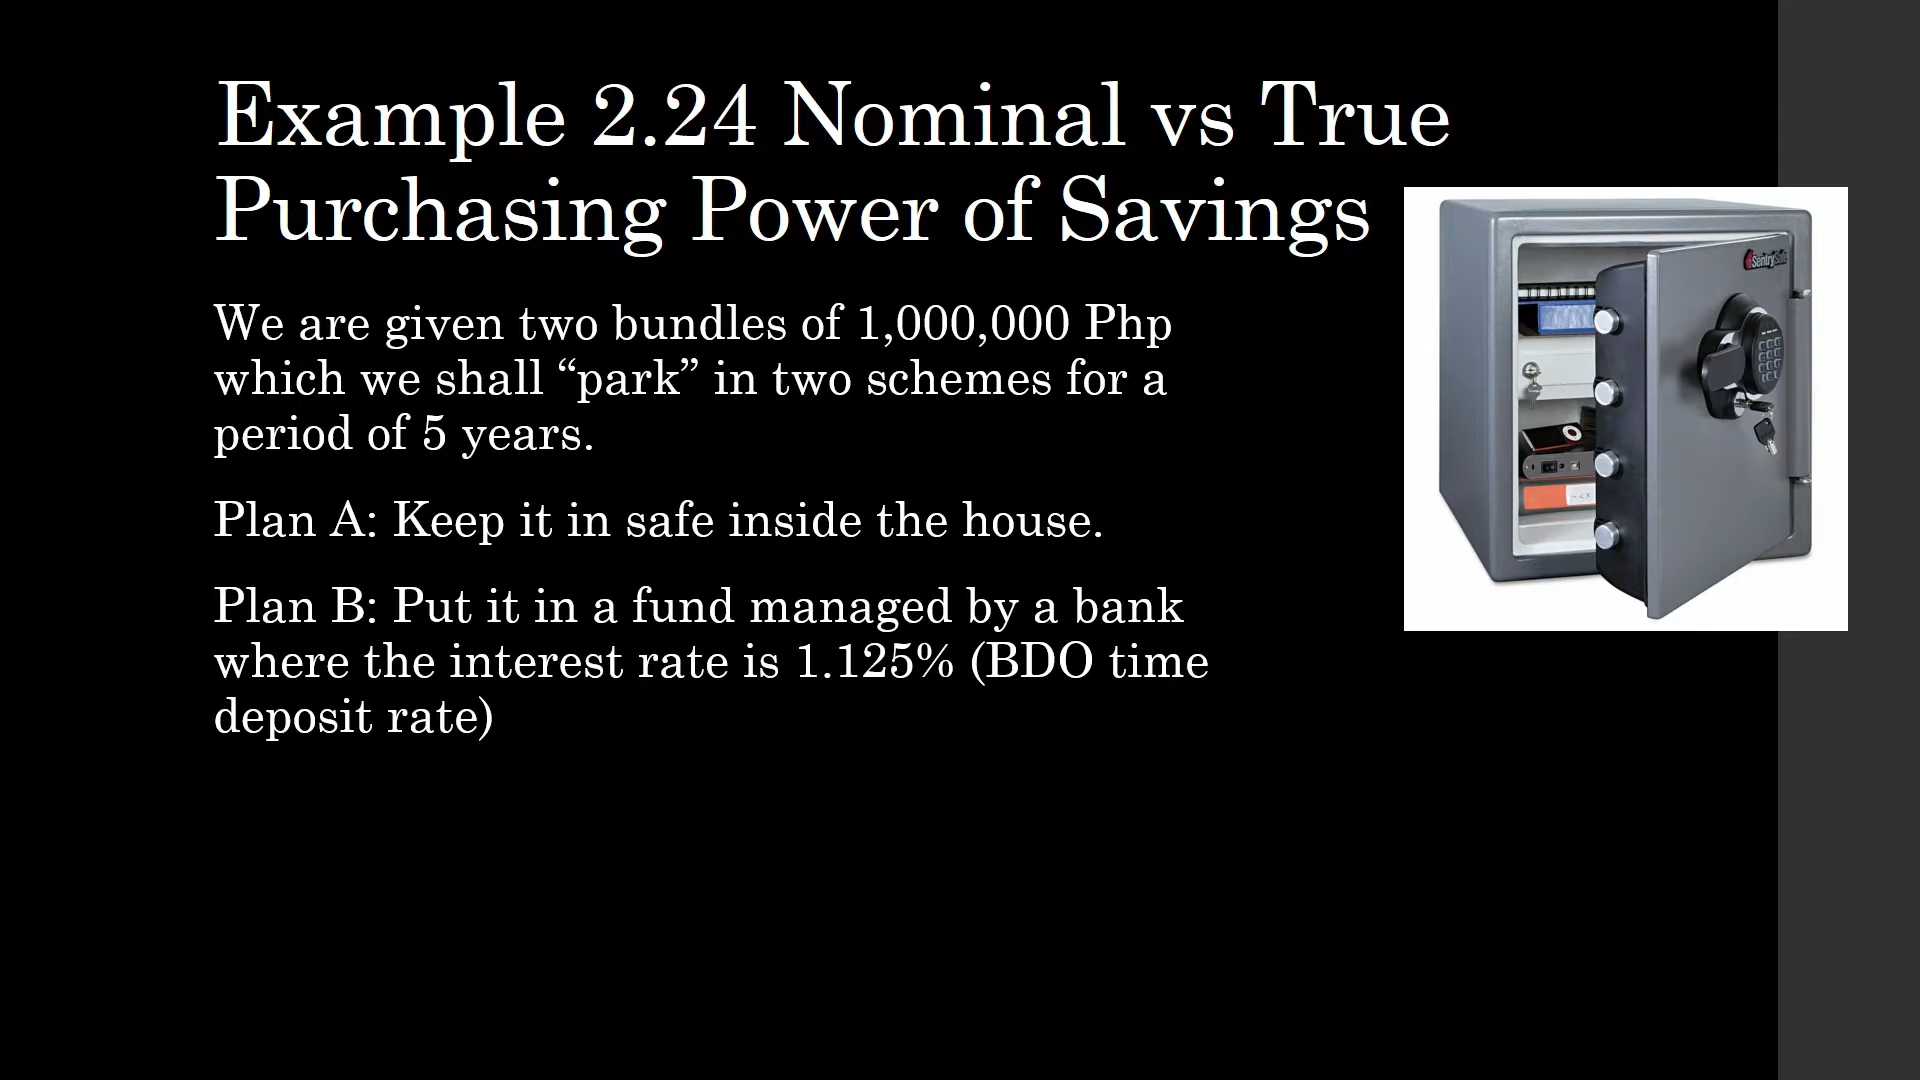 Example 2.24 Nominal vs True
Purchasing Power of Savings
We are given two bundles of 1,000,000 Php
which we shall “park” in two schemes for a
period of 5 years.
Plan A: Keep it in safe inside the house.
Plan B: Put it in a fund managed by a bank
where the interest rate is 1.125% (BDO time
deposit rate)
SentrySafe